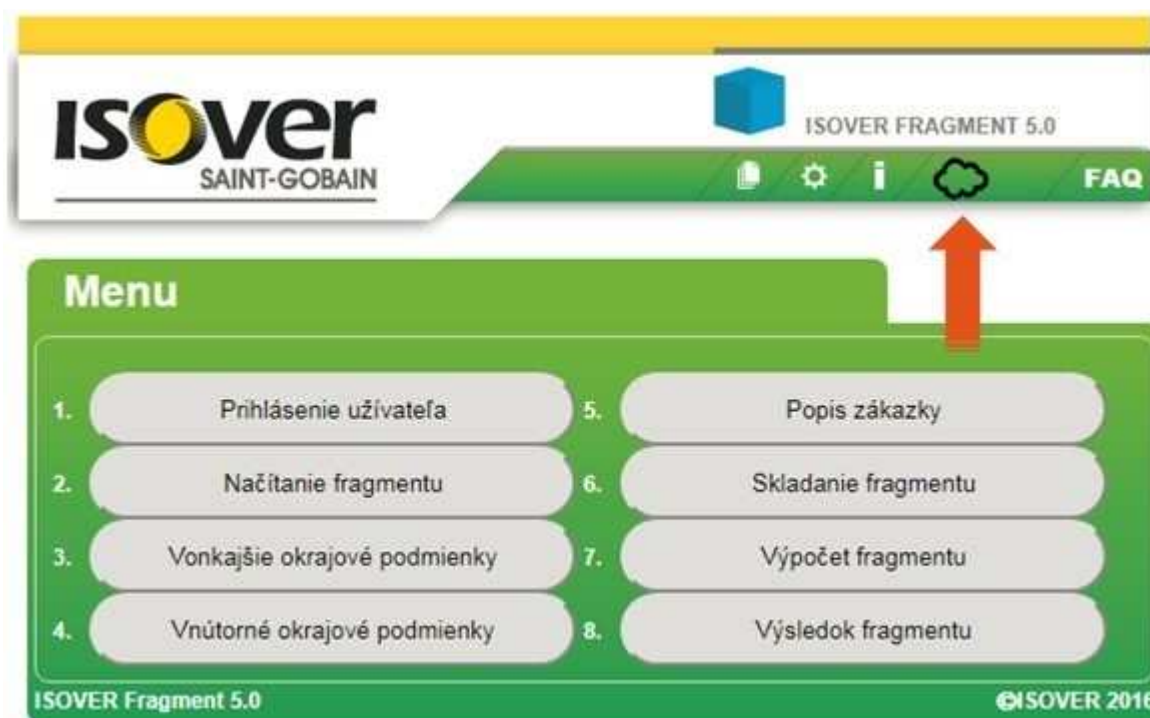 ISOVER
SAINT-GOBAIN
ISOVER FRAGMENT 5.0
i FAQ
Menu
1. Prihlásenie užívateľa
2. Načítanie fragmentu
3. Vonkajšie okrajové podmienky
4. Vnútorné okrajové podmienky
5. Popis zákazky
6. Skladanie fragmentu
7. Výpočet fragmentu
8. Výsledok fragmentu
ISOVER Fragment 5.0
©ISOVER 2016